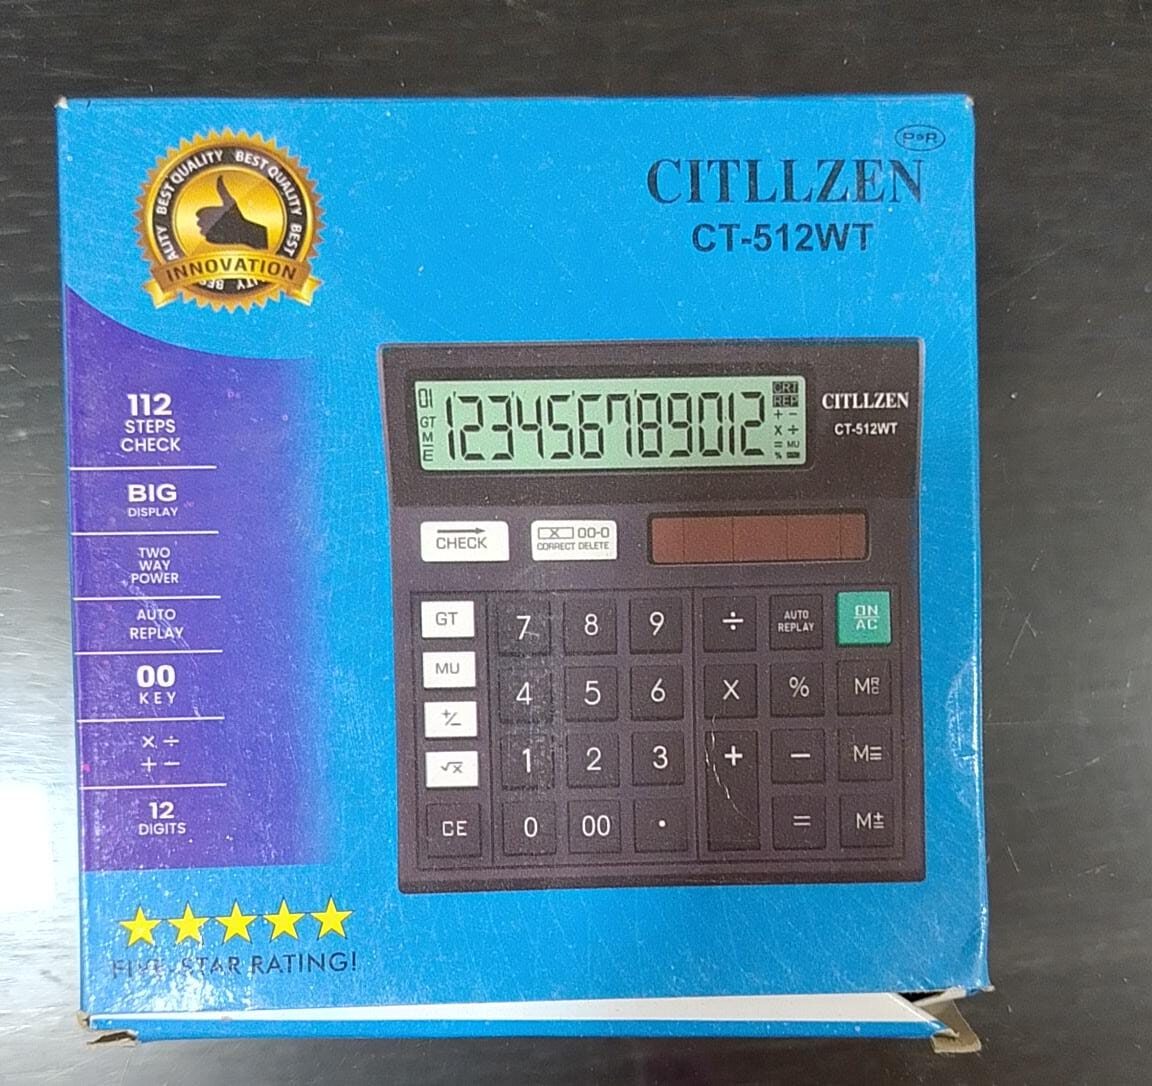 BEST QUALITY BEST QUALITY BEST
INNOVATION
P&R
CITLLZEN
CT-512WT
112
STEPS
CHECK
BIG
DISPLAY
TWO
WAY
POWER
AUTO
REPLAY
00
KEY
× ÷
+ −
12
DIGITS
GT
M
E
123456789012
CRT
REP
+ −
× ÷
= MU
%
CITLLZEN
CT-512WT
CHECK
X 00-0
CORRECT DELETE
GT 7 8 9 ÷ AUTO REPLAY ON AC
MU 4 5 6 X % MRC
+/− 1 2 3 + − M=
√x
CE 0 00 . = M±
FIVE STAR RATING!